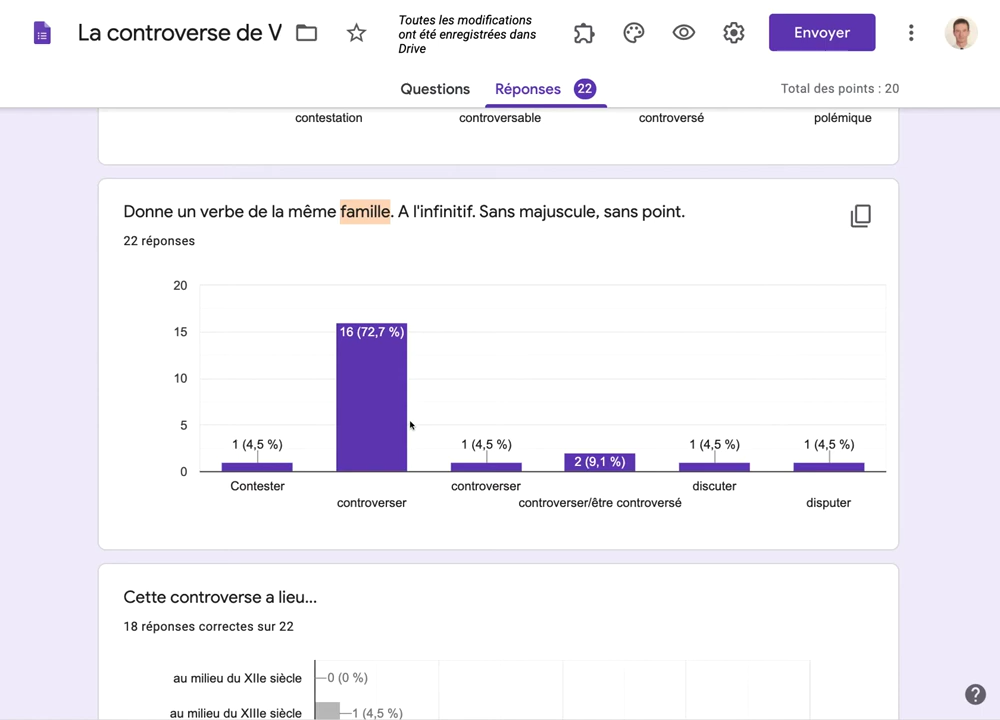 La controverse de V
Toutes les modifications
ont été enregistrées dans
Drive
Envoyer
Questions
Réponses
22
Total des points : 20
contestation
controversable
controversé
polémique
Donne un verbe de la même famille. A l'infinitif. Sans majuscule, sans point.
22 réponses
20
15
10
5
0
1 (4,5 %)
16 (72,7 %)
1 (4,5 %)
2 (9,1 %)
1 (4,5 %)
1 (4,5 %)
Contester
controverser
controverser
controverser/être controversé
discuter
disputer
Cette controverse a lieu...
18 réponses correctes sur 22
au milieu du XIIe siècle
0 (0 %)
au milieu du XIIIe siècle
1 (4,5 %)